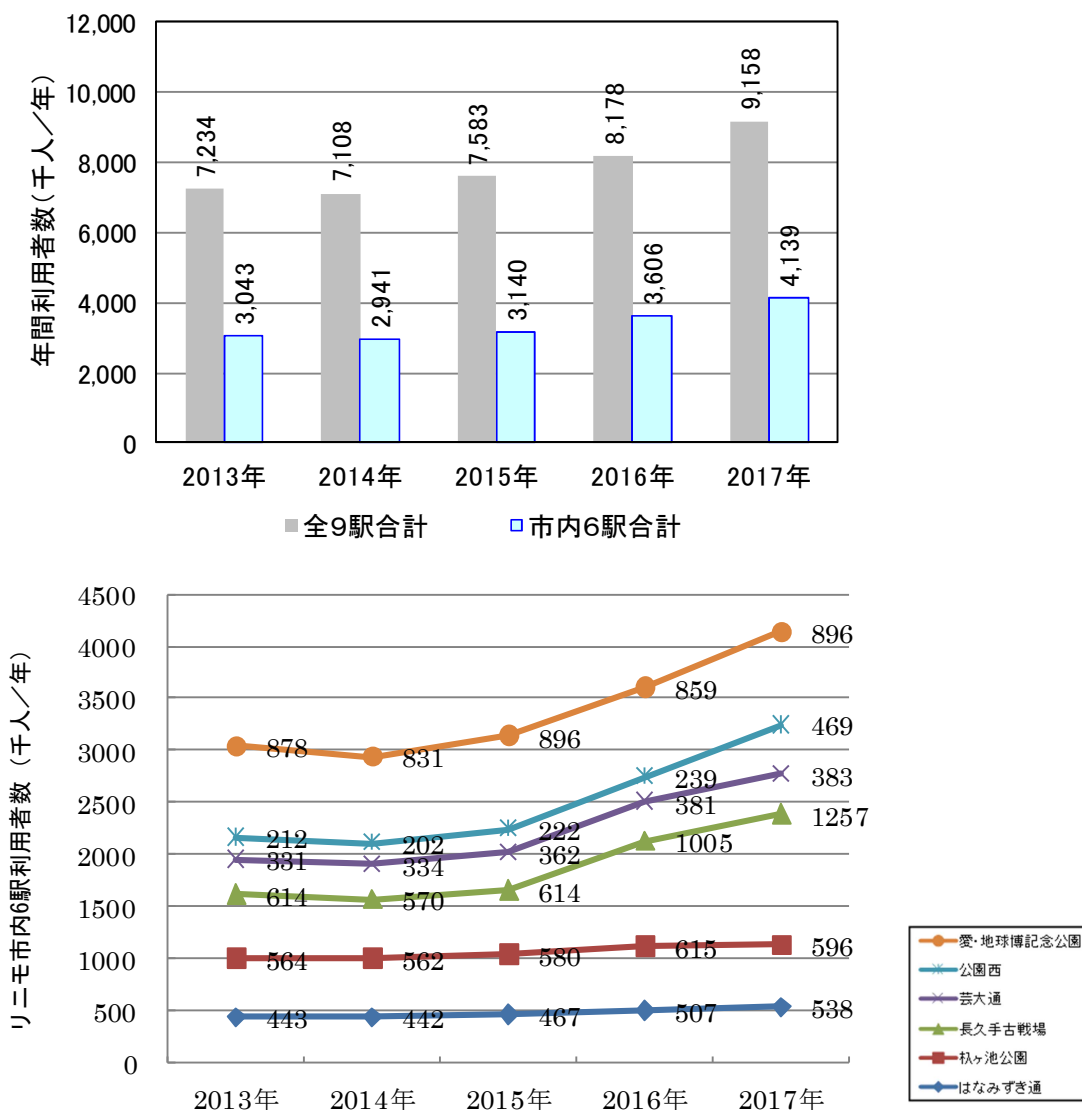 12,000
10,000
8,000
6,000
4,000
2,000
0
年間利用者数(千人/年)
7,234
3,043
7,108
2,941
7,583
3,140
8,178
3,606
9,158
4,139
2013年 2014年 2015年 2016年 2017年
全9駅合計 市内6駅合計
4500
4000
3500
3000
2500
2000
1500
1000
500
0
リニモ市内6駅利用者数(千人/年)
878 831 896 859 896
212 202 222 239 469
331 334 362 381 383
614 570 614 1005 1257
564 562 580 615 596
443 442 467 507 538
2013年 2014年 2015年 2016年 2017年
愛・地球博記念公園
公園西
芸大通
長久手古戦場
杁ヶ池公園
はなみずき通